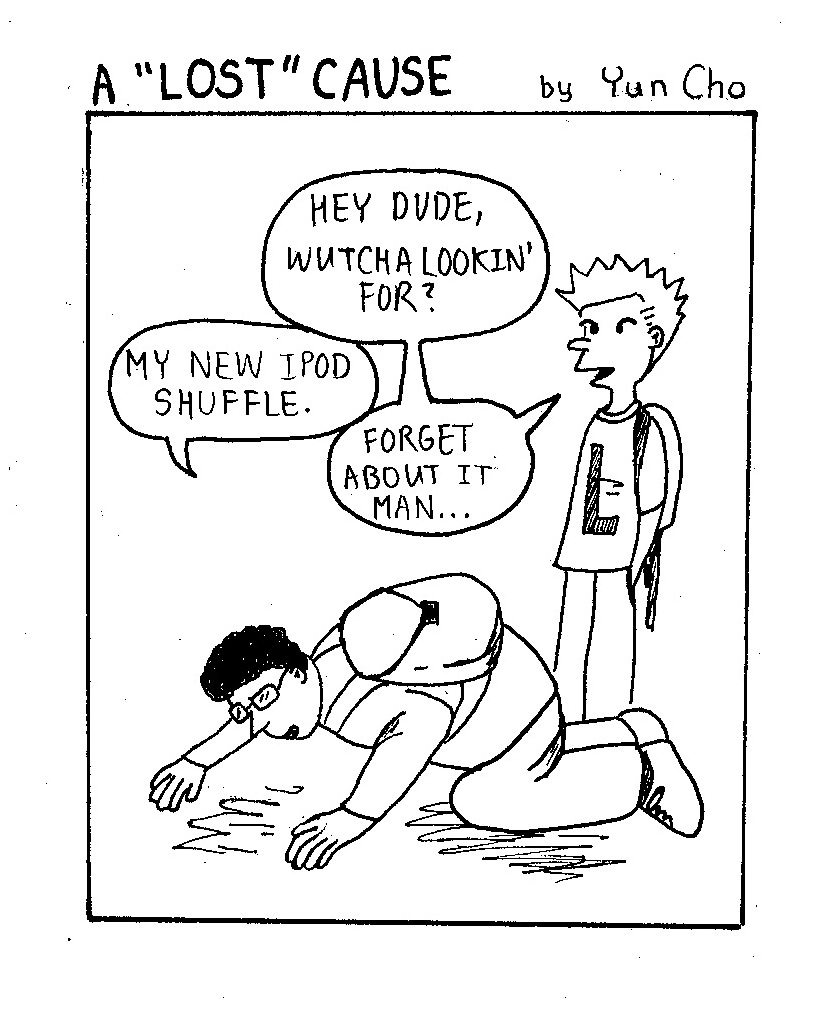 A "LOST" CAUSE by Yun Cho
HEY DUDE,
WUTCHA LOOKIN'
FOR?
MY NEW IPOD
SHUFFLE.
FORGET
ABOUT IT
MAN...
L